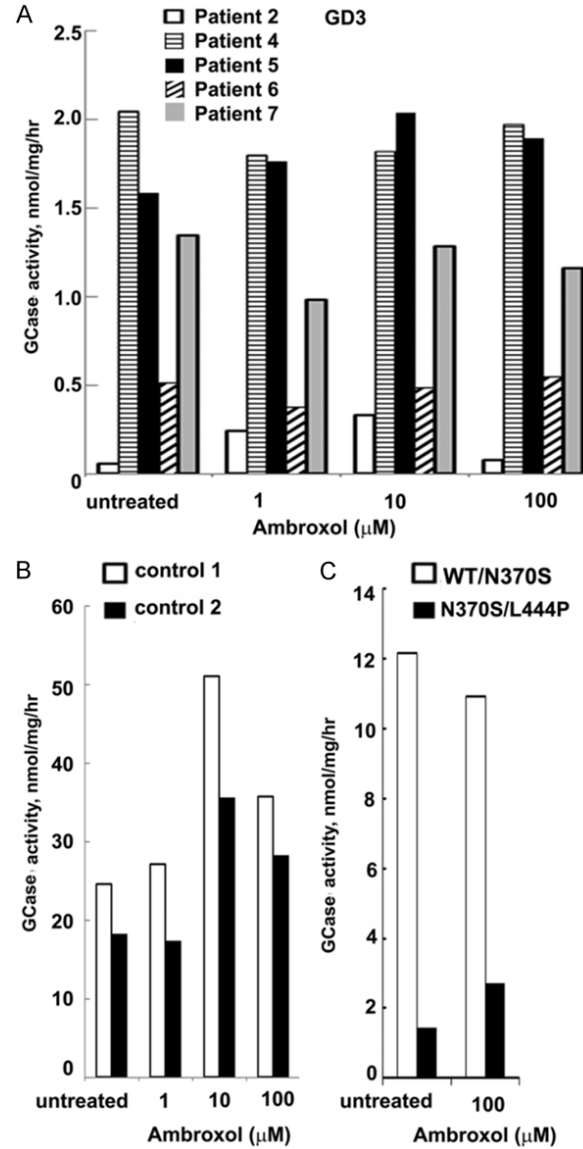 A
GD3
Patient 2
Patient 4
Patient 5
Patient 6
Patient 7
2.5
2.0
1.5
1.0
0.5
0
GCase activity, nmol/mg/hr
untreated 1 10 100
Ambroxol (μM)
B
control 1
control 2
60
50
40
30
20
10
0
GCase activity, nmol/mg/hr
untreated 1 10 100
Ambroxol (μM)
C
WT/N370S
N370S/L444P
14
12
10
8
6
4
2
0
GCase activity, nmol/mg/hr
untreated 100
Ambroxol (μM)